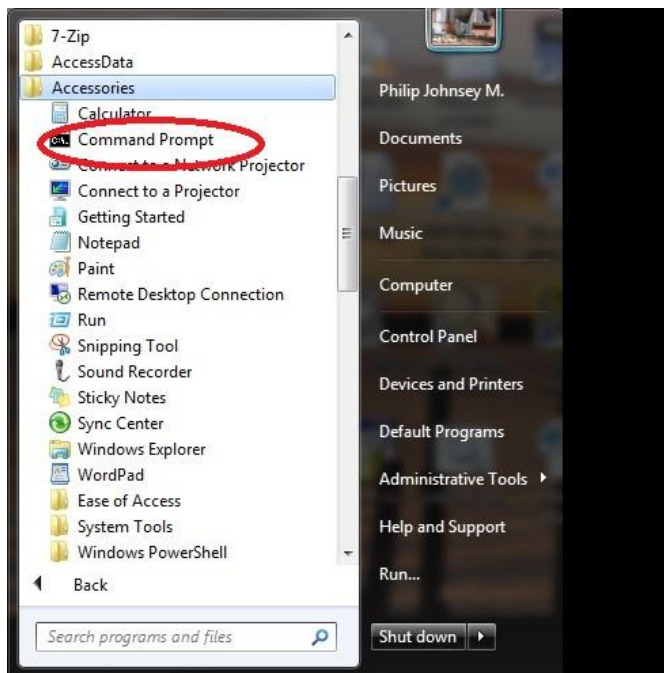 7-Zip
AccessData
Accessories
Calculator
Command Prompt
Connect to a Network Projector
Connect to a Projector
Getting Started
Notepad
Paint
Remote Desktop Connection
Run
Snipping Tool
Sound Recorder
Sticky Notes
Sync Center
Windows Explorer
WordPad
Ease of Access
System Tools
Windows PowerShell
Back
Search programs and files
Philip Johnsey M.
Documents
Pictures
Music
Computer
Control Panel
Devices and Printers
Default Programs
Administrative Tools
Help and Support
Run...
Shut down